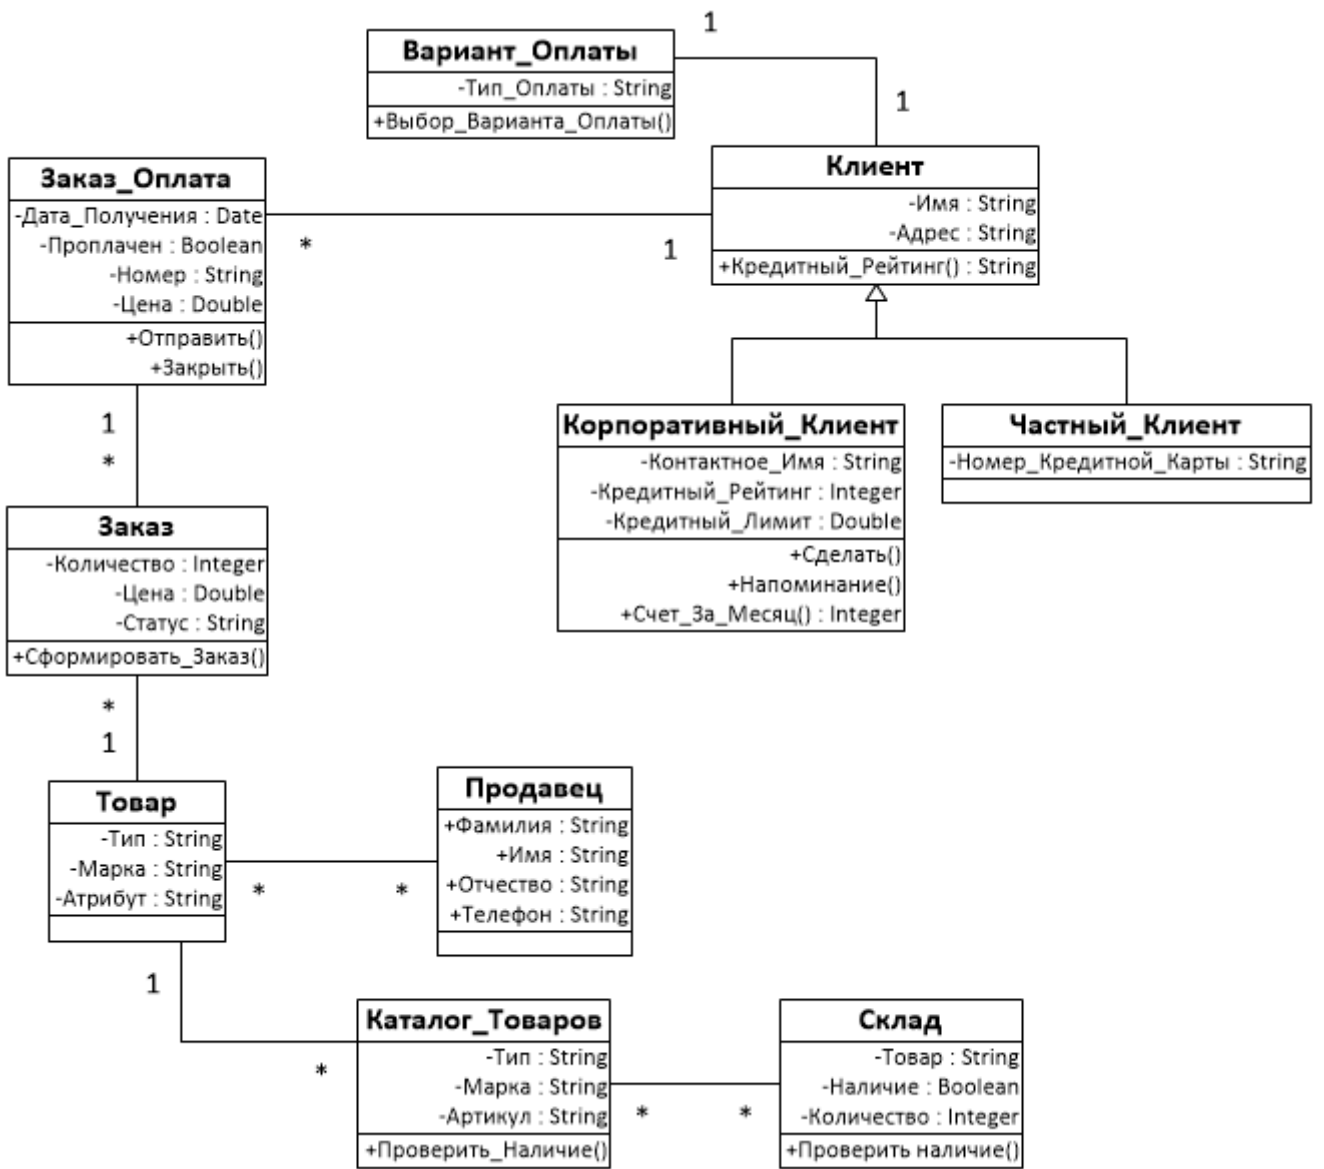 1
Вариант_Оплаты
-Тип_Оплаты : String
+Выбор_Варианта_Оплаты()
1
Клиент
-Имя : String
-Адрес : String
+Кредитный_Рейтинг() : String
Заказ_Оплата
-Дата_Получения : Date
-Проплачен : Boolean
-Номер : String
-Цена : Double
+Отправить()
+Закрыть()
*
1
Корпоративный_Клиент
-Контактное_Имя : String
-Кредитный_Рейтинг : Integer
-Кредитный_Лимит : Double
+Сделать()
+Напоминание()
+Счет_За_Месяц() : Integer
Частный_Клиент
-Номер_Кредитной_Карты : String
1
*
Заказ
-Количество : Integer
-Цена : Double
-Статус : String
+Сформировать_Заказ()
*
1
Товар
-Тип : String
-Марка : String
-Атрибут : String
*
*
Продавец
+Фамилия : String
+Имя : String
+Отчество : String
+Телефон : String
1
*
Каталог_Товаров
-Тип : String
-Марка : String
-Артикул : String
+Проверить_Наличие()
*
*
Склад
-Товар : String
-Наличие : Boolean
-Количество : Integer
+Проверить наличие()